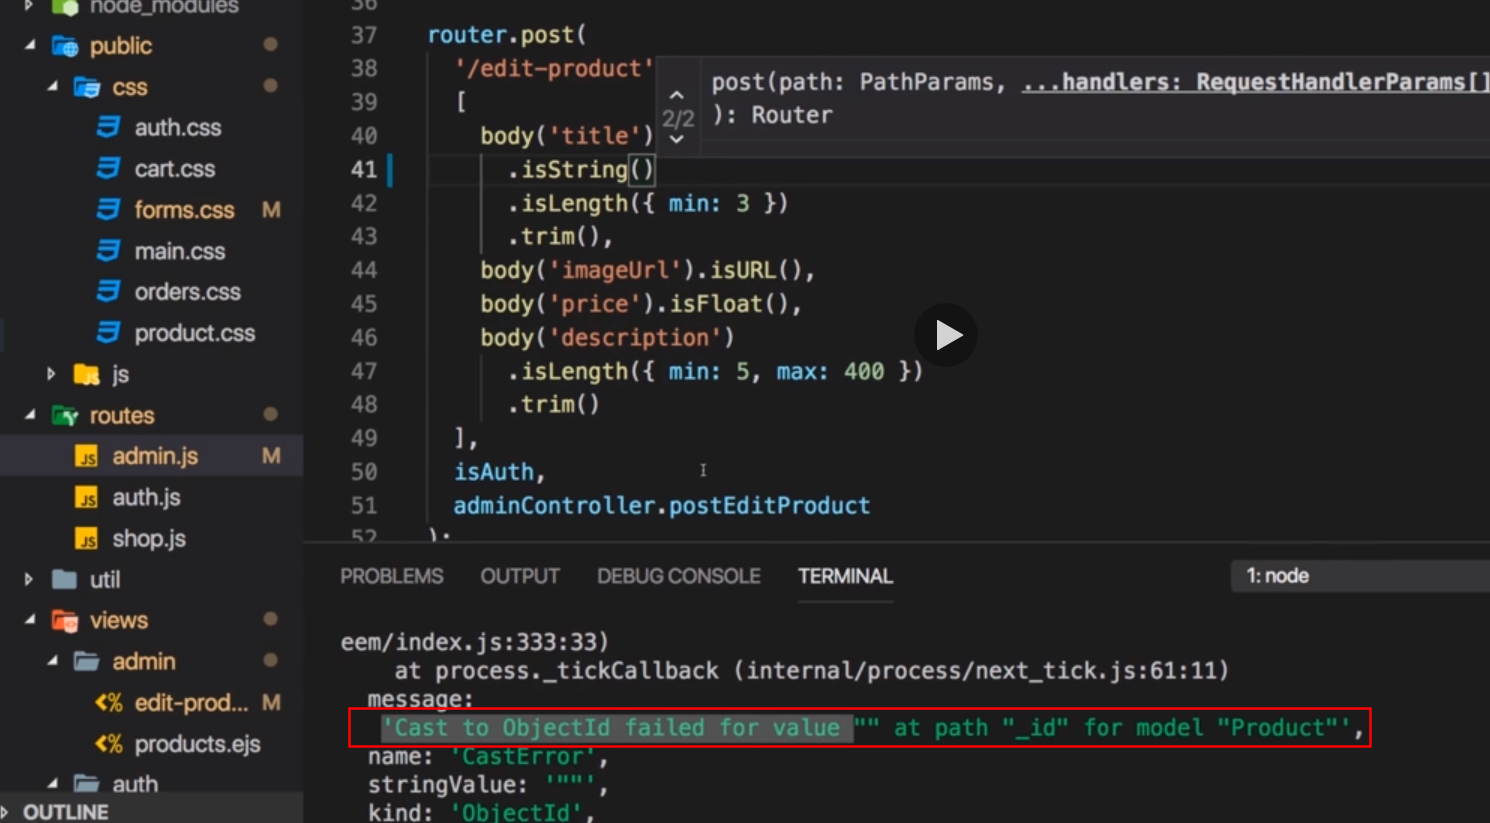 node_modules
public
css
auth.css
cart.css
forms.css M
main.css
orders.css
product.css
js
routes
admin.js M
auth.js
shop.js
util
views
admin
edit-prod... M
products.ejs
auth
OUTLINE
36
37 router.post(
38 '/edit-product'
39 [
40 body('title')
41 .isString()
42 .isLength({ min: 3 })
43 .trim(),
44 body('imageUrl').isURL(),
45 body('price').isFloat(),
46 body('description')
47 .isLength({ min: 5, max: 400 })
48 .trim()
49 ],
50 isAuth,
51 adminController.postEditProduct
52 );
post(path: PathParams, ...handlers: RequestHandlerParams[]
2/2 ): Router
PROBLEMS OUTPUT DEBUG CONSOLE TERMINAL 1: node
eem/index.js:333:33)
at process._tickCallback (internal/process/next_tick.js:61:11)
message:
'Cast to ObjectId failed for value "" at path "_id" for model "Product"',
name: 'CastError',
stringValue: '""',
kind: 'ObjectId',